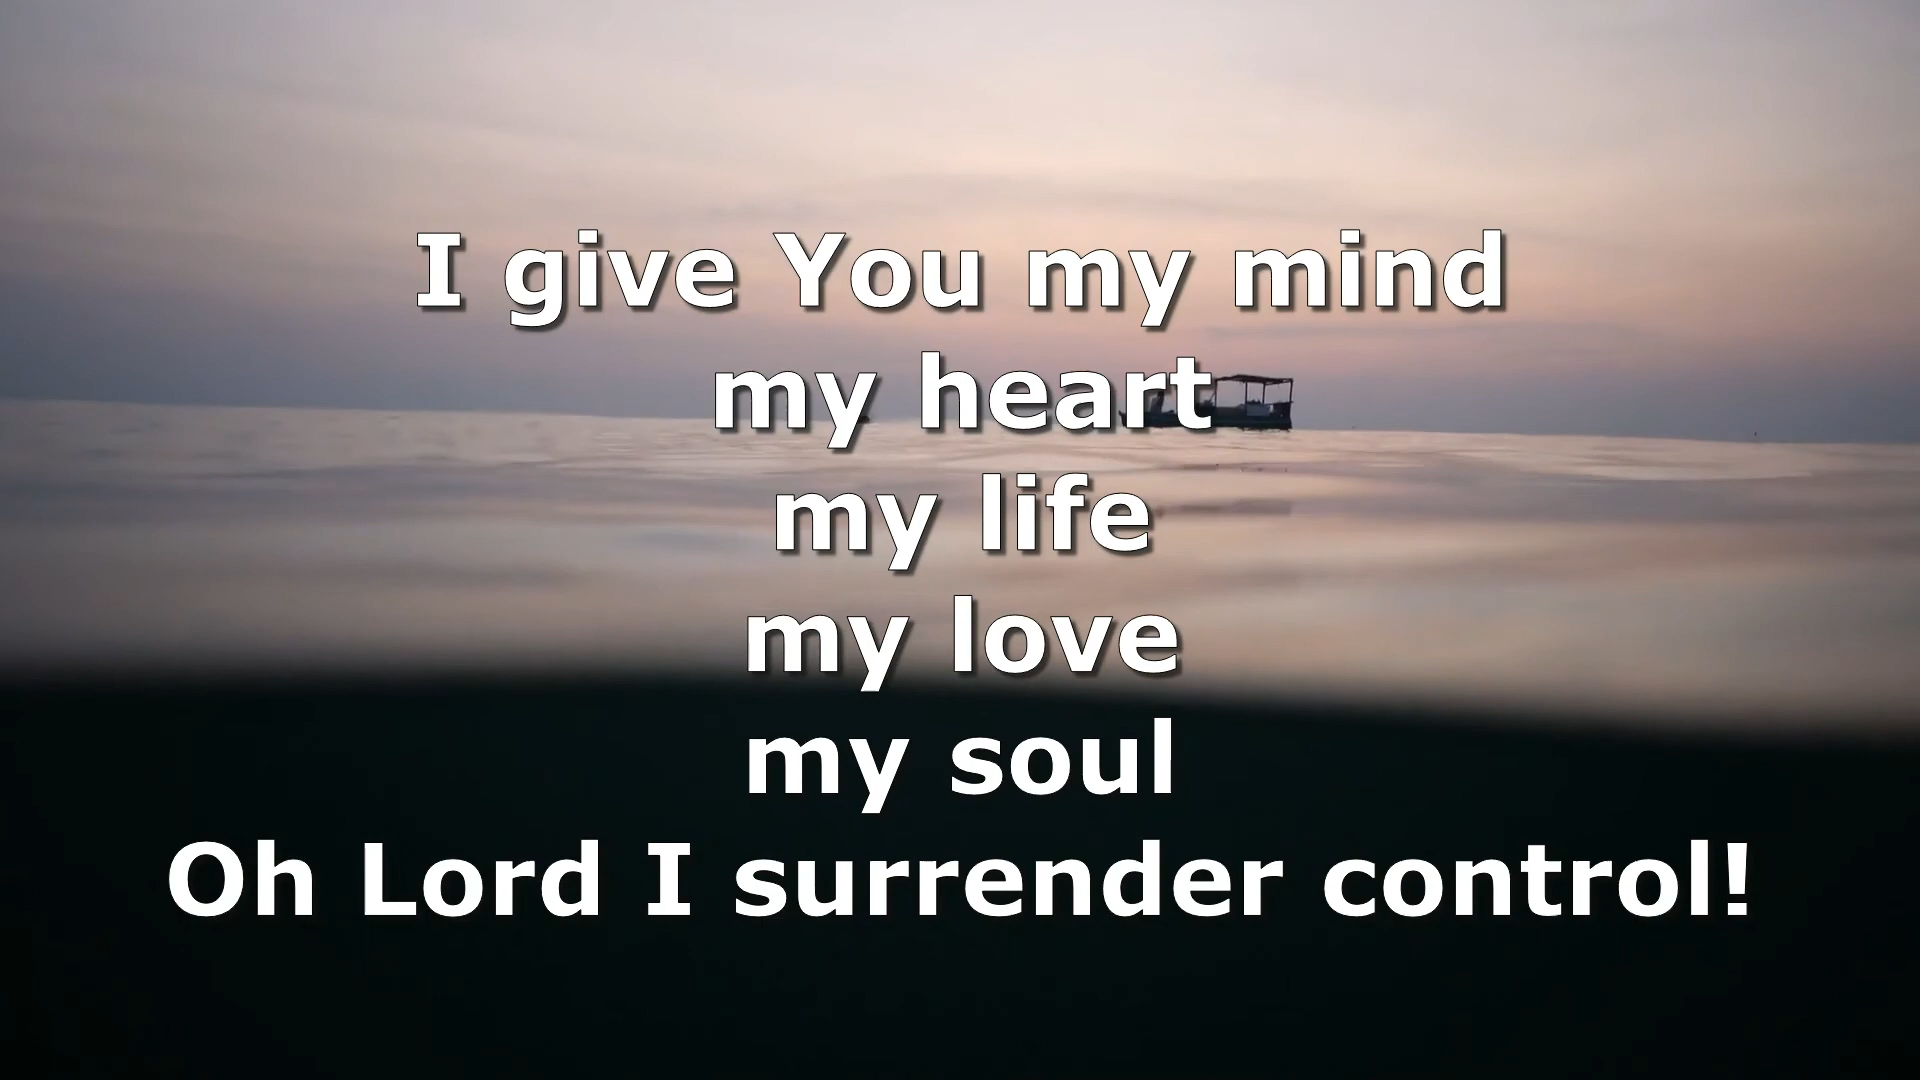 I give You my mind
my heart
my life
my love
my soul
Oh Lord I surrender control!